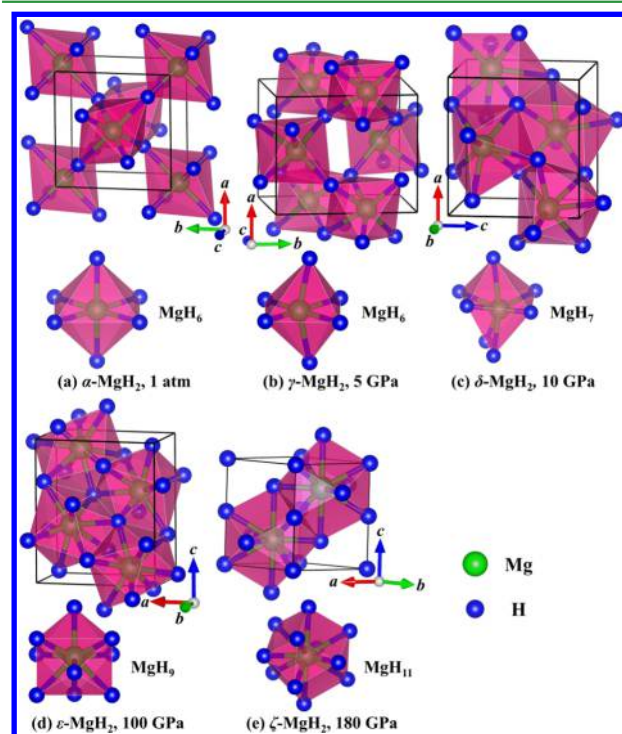 a
b
c
a
c
b
a
b
c
MgH₆
MgH₆
MgH₇
(a) α-MgH₂, 1 atm
(b) γ-MgH₂, 5 GPa
(c) δ-MgH₂, 10 GPa
c
a
b
c
a
b
Mg
H
MgH₉
MgH₁₁
(d) ε-MgH₂, 100 GPa
(e) ζ-MgH₂, 180 GPa